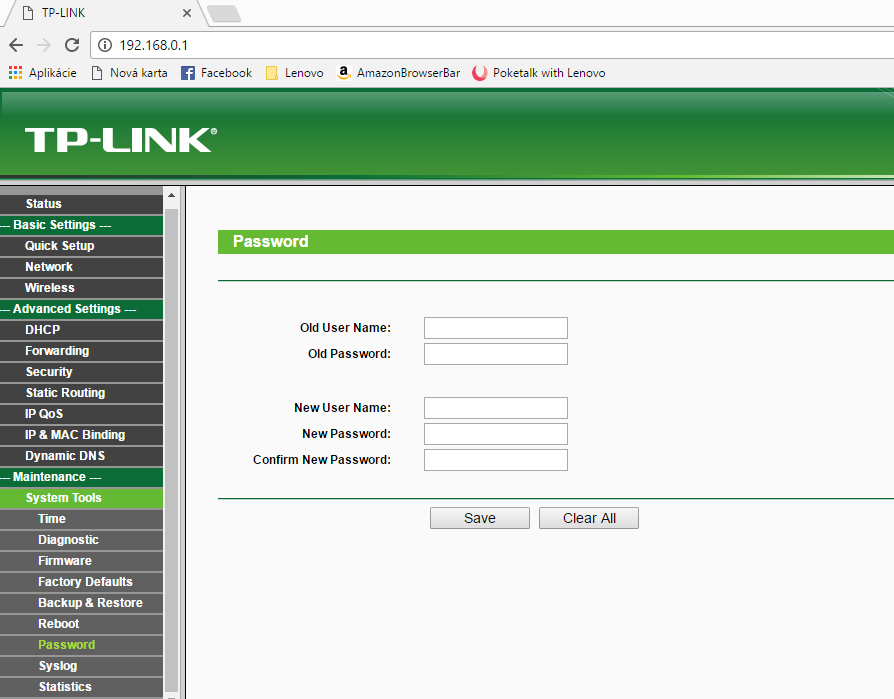 TP-LINK
192.168.0.1
Aplikácie Nová karta Facebook Lenovo AmazonBrowserBar Poketalk with Lenovo
TP-LINK®
Status
--- Basic Settings ---
Quick Setup
Network
Wireless
--- Advanced Settings ---
DHCP
Forwarding
Security
Static Routing
IP QoS
IP & MAC Binding
Dynamic DNS
--- Maintenance ---
System Tools
Time
Diagnostic
Firmware
Factory Defaults
Backup & Restore
Reboot
Password
Syslog
Statistics
Password
Old User Name:
Old Password:
New User Name:
New Password:
Confirm New Password:
Save Clear All